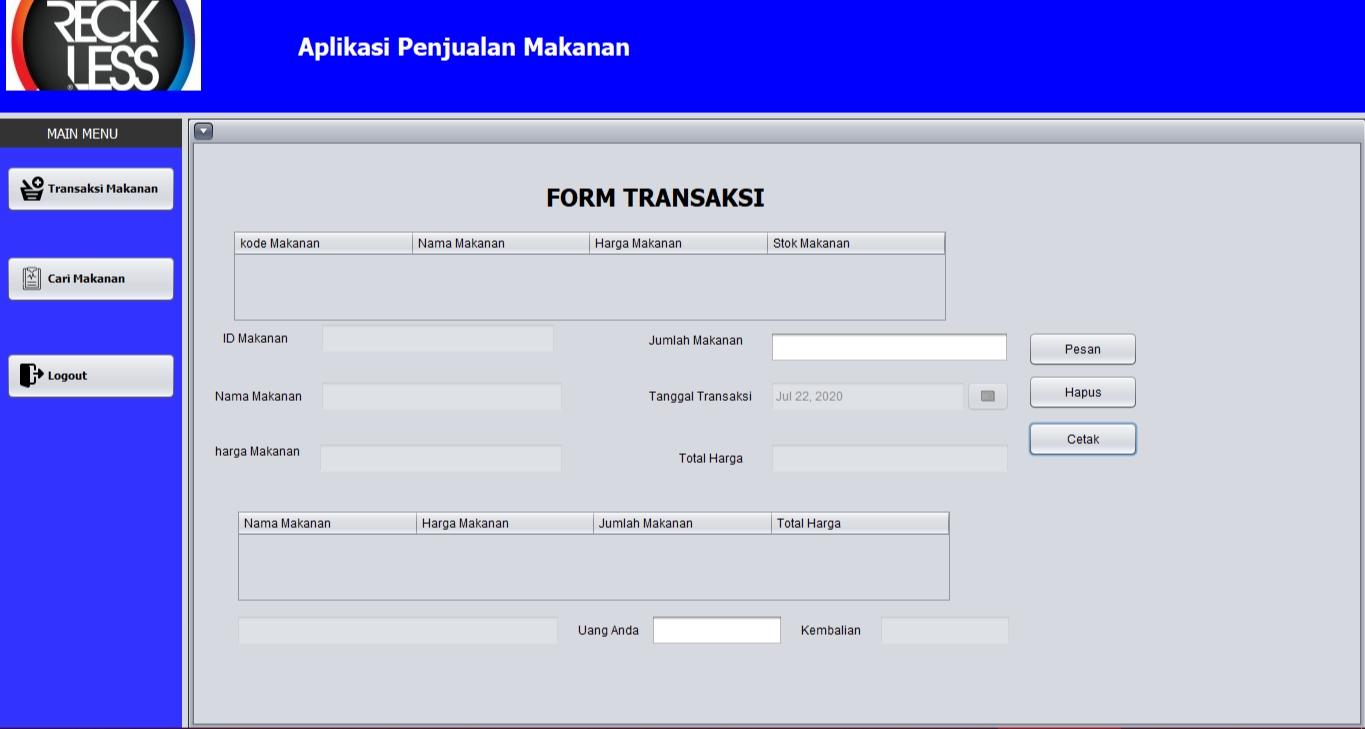 RECK
LESS
Aplikasi Penjualan Makanan
MAIN MENU
Transaksi Makanan
Cari Makanan
Logout
FORM TRANSAKSI
kode Makanan Nama Makanan Harga Makanan Stok Makanan
ID Makanan Jumlah Makanan Pesan
Nama Makanan Tanggal Transaksi Jul 22, 2020 Hapus
harga Makanan Total Harga Cetak
Nama Makanan Harga Makanan Jumlah Makanan Total Harga
Uang Anda Kembalian